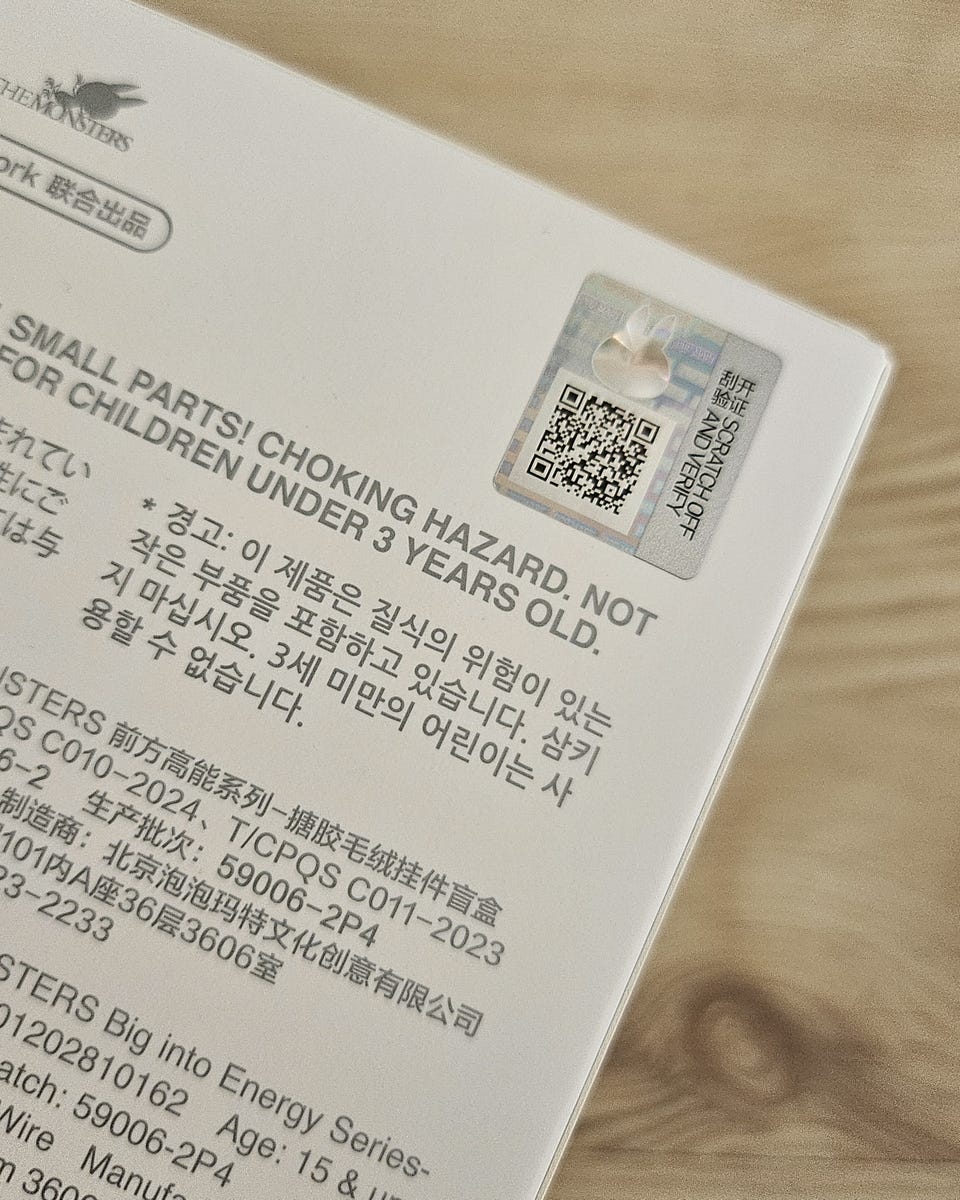 THE MONSTERS
ork 联合出品
SMALL PARTS! CHOKING HAZARD. NOT
FOR CHILDREN UNDER 3 YEARS OLD.
まれてい
にご
は与
* 경고: 이 제품은 질식의 위험이 있는
작은 부품을 포함하고 있습니다. 삼키
지 마십시오. 3세 미만의 어린이는 사
용할 수 없습니다.
刮开
验证
SCRATCH OFF
AND VERIFY
NSTERS 前方高能系列-搪胶毛绒挂件盲盒
QS C010-2024、T/CPQS C011-2023
6-2 生产批次: 59006-2P4
制造商: 北京泡泡玛特文化创意有限公司
101内A座36层3606室
23-2233
STERS Big into Energy Series-
01202810162 Age: 15 & up
atch: 59006-2P4
Wire Manufa
m 360